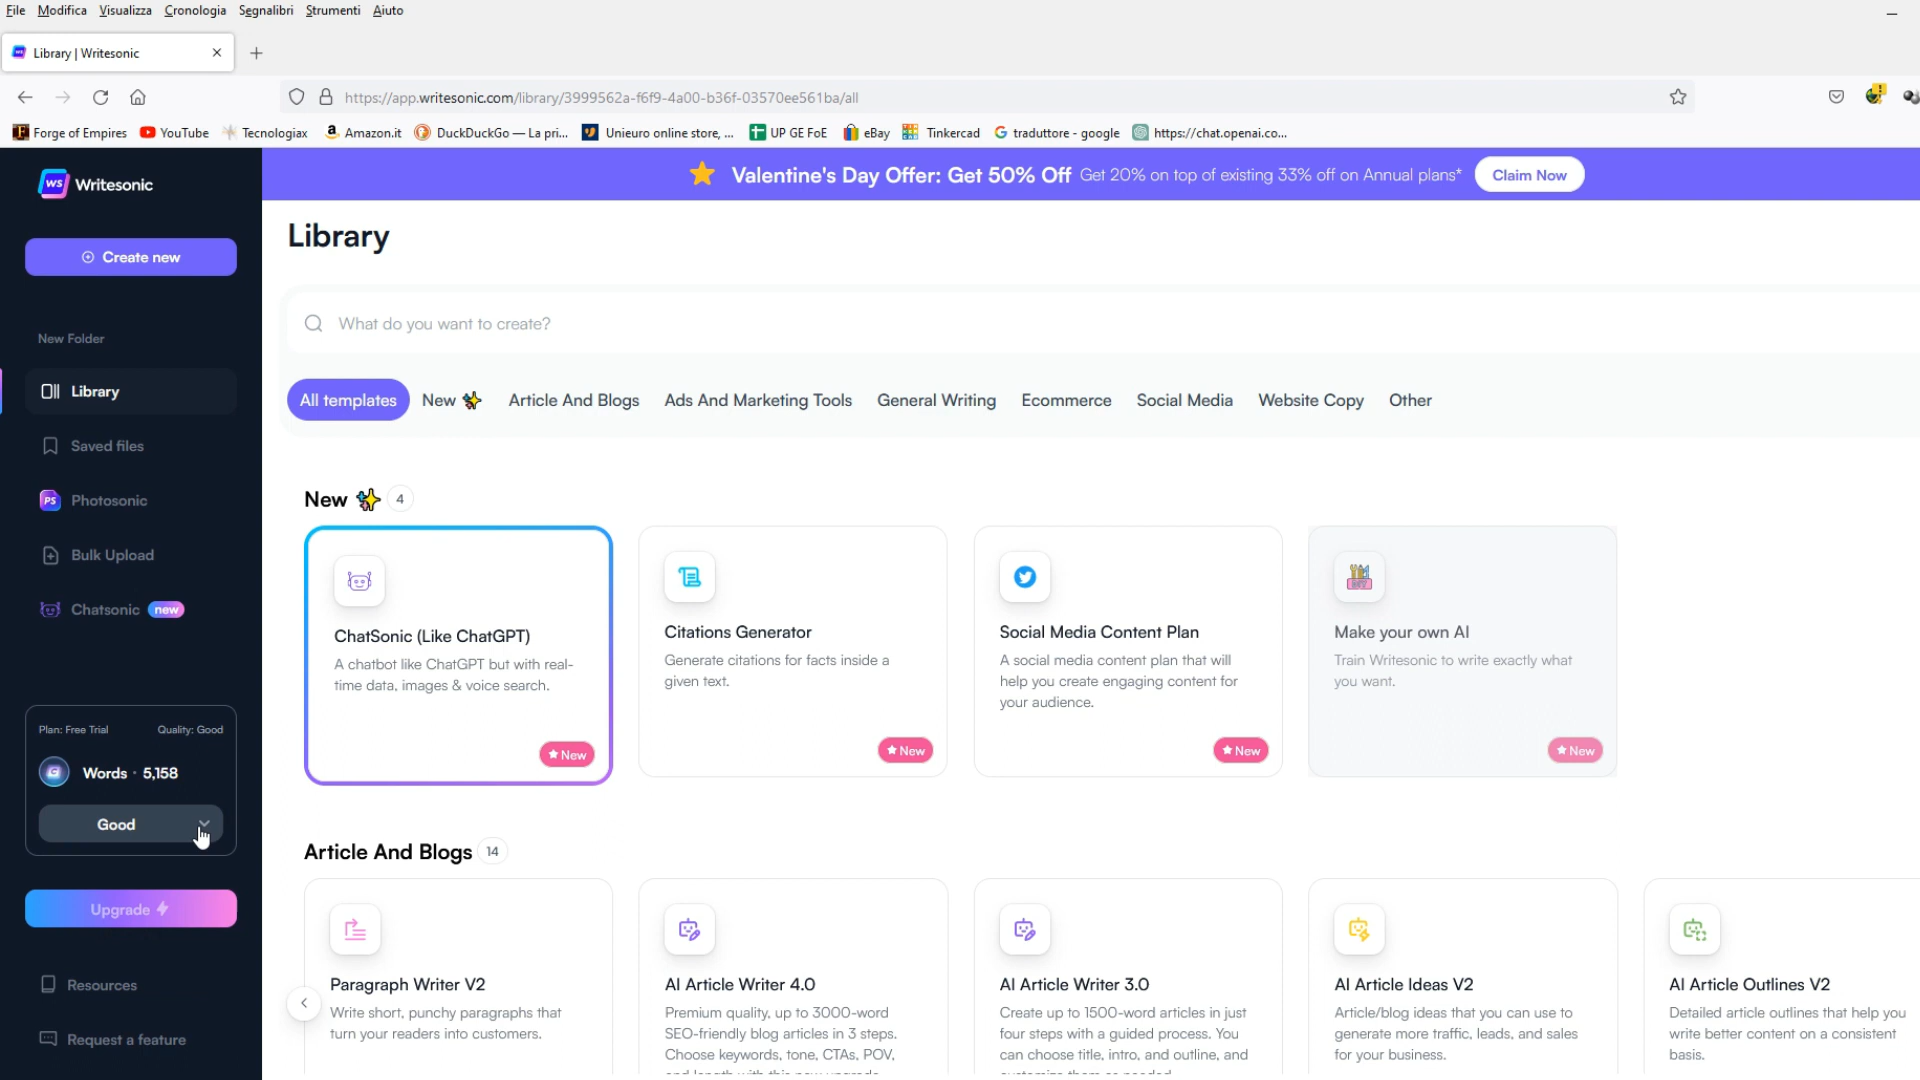 File Modifica Visualizza Cronologia Segnalibri Strumenti Aiuto
Library | Writesonic
https://app.writesonic.com/library/3999562a-f6f9-4a00-b36f-03570ee561ba/all
Forge of Empires YouTube Tecnologiax Amazon.it DuckDuckGo — La pri... Unieuro online store, ... UP GE FoE eBay Tinkercad traduttore - google https://chat.openai.co...
WS Writesonic
Valentine's Day Offer: Get 50% Off Get 20% on top of existing 33% off on Annual plans* Claim Now
Create new
New Folder
Library
Saved files
PS Photosonic
Bulk Upload
Chatsonic new
Plan: Free Trial Quality: Good
Words · 5,158
Good
Upgrade
Resources
Request a feature
Library
What do you want to create?
All templates New Article And Blogs Ads And Marketing Tools General Writing Ecommerce Social Media Website Copy Other
New 4
ChatSonic (Like ChatGPT)
A chatbot like ChatGPT but with real-
time data, images & voice search.
New
Citations Generator
Generate citations for facts inside a
given text.
New
Social Media Content Plan
A social media content plan that will
help you create engaging content for
your audience.
New
DIY
Make your own AI
Train Writesonic to write exactly what
you want.
New
Article And Blogs 14
Paragraph Writer V2
Write short, punchy paragraphs that
turn your readers into customers.
AI Article Writer 4.0
Premium quality, up to 3000-word
SEO-friendly blog articles in 3 steps.
Choose keywords, tone, CTAs, POV,
AI Article Writer 3.0
Create up to 1500-word articles in just
four steps with a guided process. You
can choose title, intro, and outline, and
AI Article Ideas V2
Article/blog ideas that you can use to
generate more traffic, leads, and sales
for your business.
AI Article Outlines V2
Detailed article outlines that help you
write better content on a consistent
basis.